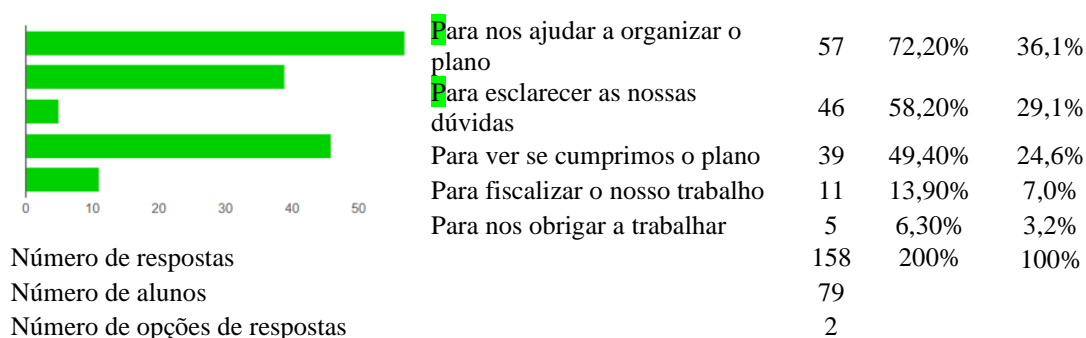 Para nos ajudar a organizar o
plano
57 72,20% 36,1%
Para esclarecer as nossas
dúvidas
46 58,20% 29,1%
Para ver se cumprimos o plano 39 49,40% 24,6%
Para fiscalizar o nosso trabalho 11 13,90% 7,0%
Para nos obrigar a trabalhar 5 6,30% 3,2%
0 10 20 30 40 50
Número de respostas 158 200% 100%
Número de alunos 79
Número de opções de respostas 2